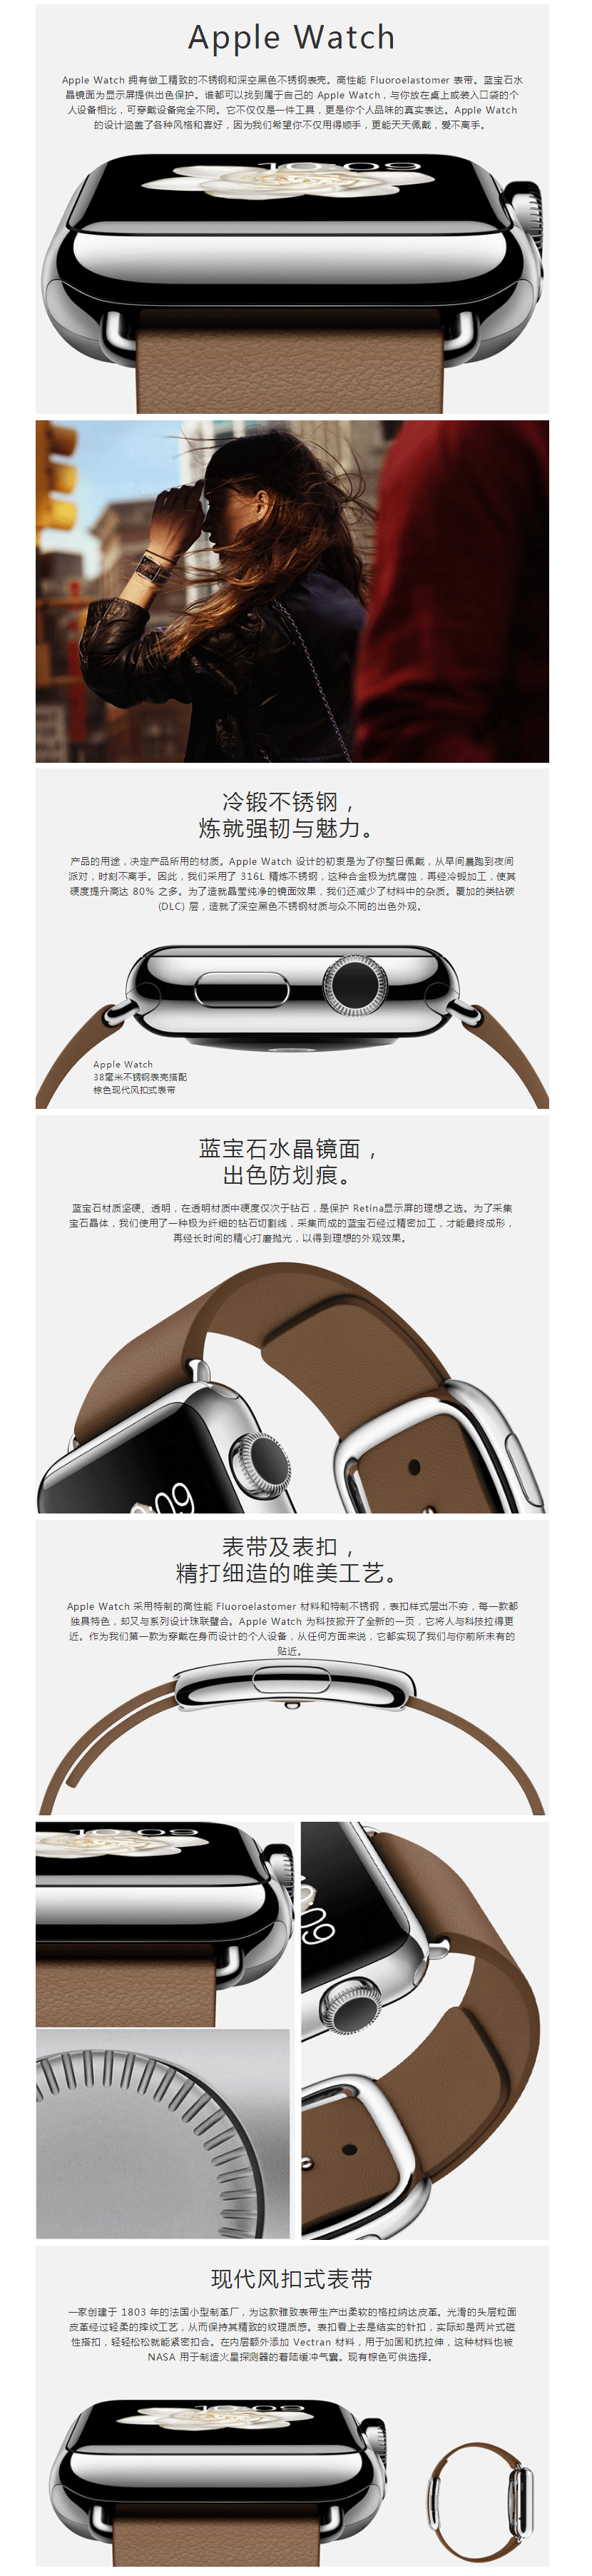 Apple Watch
Apple Watch 拥有做工精致的不锈钢和深空黑色不锈钢表壳。高性能 Fluoroelastomer 表带。蓝宝石水
晶镜面为显示屏提供出色保护。谁都可以找到属于自己的 Apple Watch，与你放在桌上或装入口袋的个
人设备相比，可穿戴设备完全不同。它不仅仅是一件工具，更是你个人品味的真实表达。Apple Watch
的设计涵盖了各种风格和喜好，因为我们希望你不仅用得顺手，更能天天佩戴，爱不离手。
10:09
冷锻不锈钢，
炼就强韧与魅力。
产品的用途，决定产品所用的材质。Apple Watch 设计的初衷是为了你整日佩戴，从早间晨跑到夜间
派对，时刻不离手。因此，我们采用了 316L 精炼不锈钢，这种合金极为抗腐蚀，再经冷锻加工，使其
硬度提升高达 80% 之多。为了造就晶莹纯净的镜面效果，我们还减少了材料中的杂质。覆加的类钻碳
(DLC) 层，造就了深空黑色不锈钢材质与众不同的出色外观。
Apple Watch
38毫米不锈钢表壳搭配
棕色现代风扣式表带
蓝宝石水晶镜面，
出色防划痕。
蓝宝石材质坚硬、透明，在透明材质中硬度仅次于钻石，是保护 Retina显示屏的理想之选。为了采集
宝石晶体，我们使用了一种极为纤细的钻石切割线，采集而成的蓝宝石经过精密加工，才能最终成形，
再经长时间的精心打磨抛光，以得到理想的外观效果。
:09
表带及表扣，
精打细造的唯美工艺。
Apple Watch 采用特制的高性能 Fluoroelastomer 材料和特制不锈钢，表扣样式层出不穷，每一款都
独具特色，却又与系列设计珠联璧合。Apple Watch 为科技掀开了全新的一页，它将人与科技拉得更
近。作为我们第一款为穿戴在身而设计的个人设备，从任何方面来说，它都实现了我们与你前所未有的
贴近。
10:09
:09
现代风扣式表带
一家创建于 1803 年的法国小型制革厂，为这款雅致表带生产出柔软的格拉纳达皮革。光滑的头层粒面
皮革经过轻柔的摔纹工艺，从而保持其精致的纹理质感。表扣看上去是结实的针扣，实际却是两片式磁
性搭扣，轻轻松松就能紧密扣合。在内层额外添加 Vectran 材料，用于加固和抗拉伸，这种材料也被
NASA 用于制造火星探测器的着陆缓冲气囊。现有棕色可供选择。
10:09